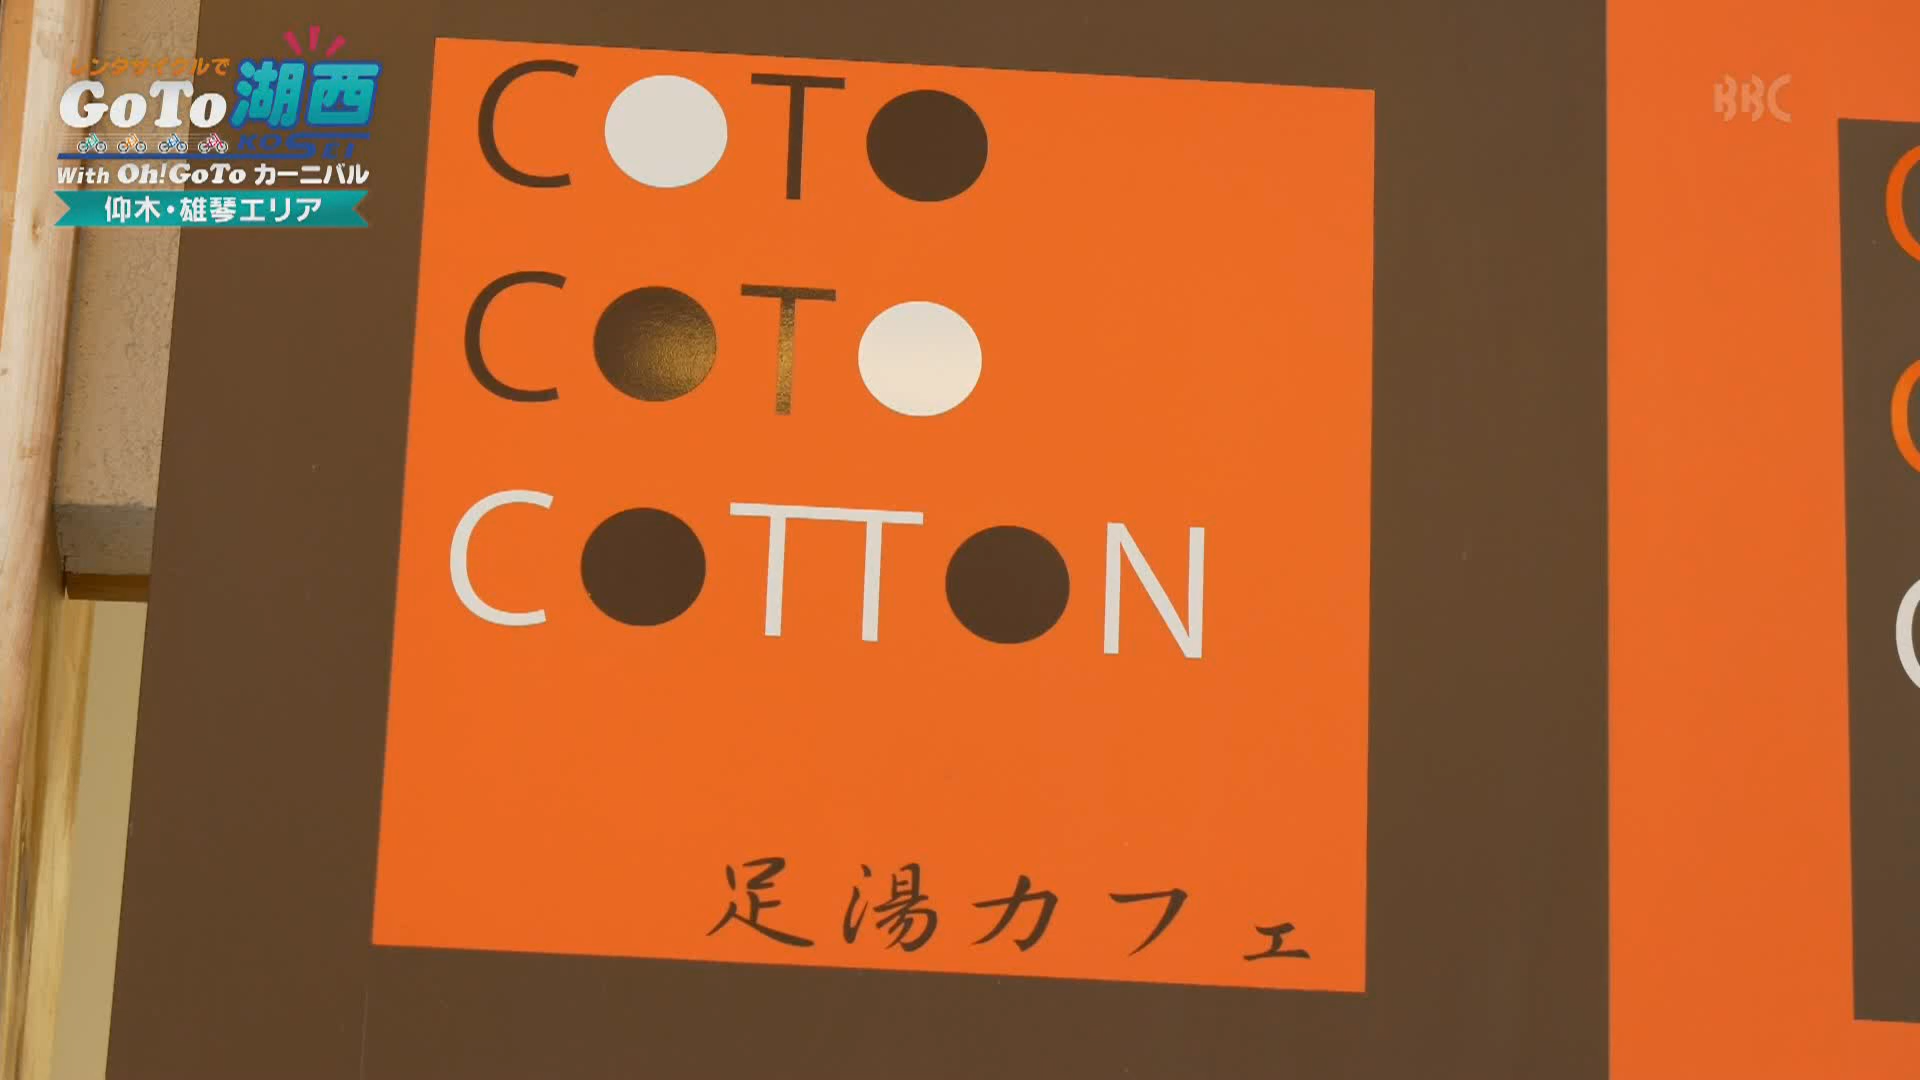 レンタサイクルで
GoTo湖西
KOSEI
With Oh!GoTo カーニバル
仰木・雄琴エリア
BBC
COTO
COTO
COTTON
足湯カフェ